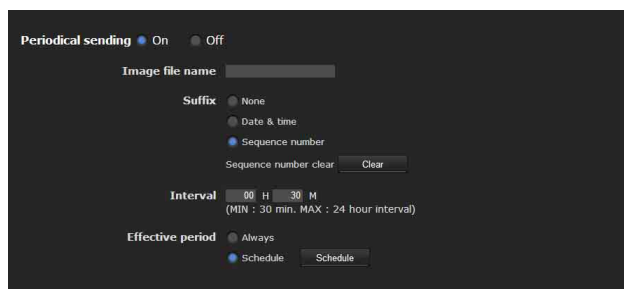 Periodical sending On Off
Image file name
Suffix None
Date & time
Sequence number
Sequence number clear Clear
Interval 00 H 30 M
(MIN : 30 min. MAX : 24 hour interval)
Effective period Always
Schedule Schedule